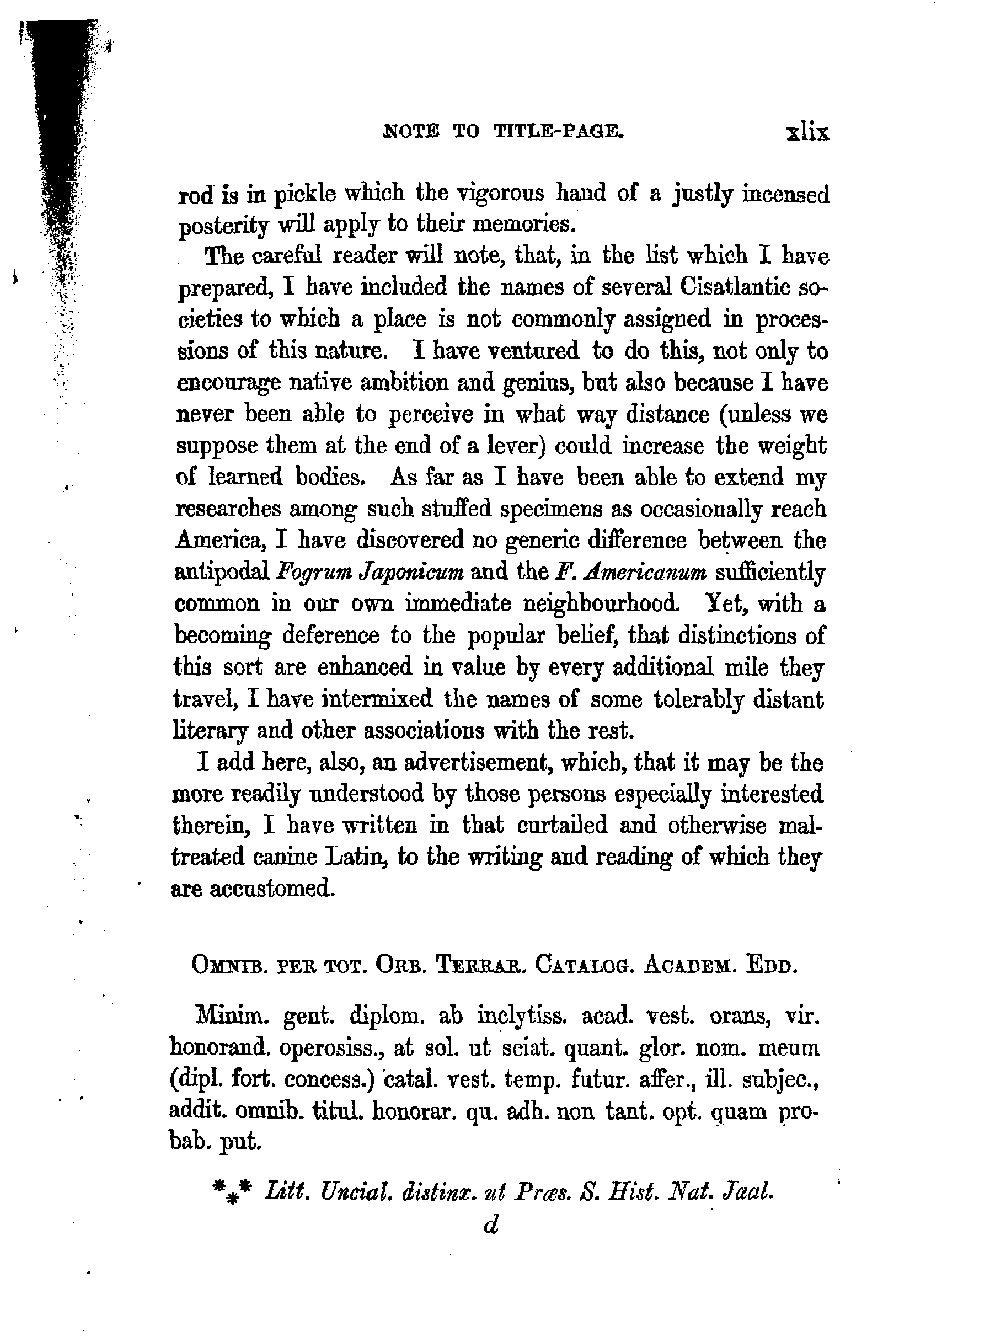 NOTE TO TITLE-PAGE. xlix
rod is in pickle which the vigorous hand of a justly incensed
posterity will apply to their memories.
The careful reader will note, that, in the list which I have
prepared, I have included the names of several Cisatlantic so-
cieties to which a place is not commonly assigned in proces-
sions of this nature. I have ventured to do this, not only to
encourage native ambition and genius, but also because I have
never been able to perceive in what way distance (unless we
suppose them at the end of a lever) could increase the weight
of learned bodies. As far as I have been able to extend my
researches among such stuffed specimens as occasionally reach
America, I have discovered no generic difference between the
antipodal Fogrum Japonicum and the F. Americanum sufficiently
common in our own immediate neighbourhood. Yet, with a
becoming deference to the popular belief, that distinctions of
this sort are enhanced in value by every additional mile they
travel, I have intermixed the names of some tolerably distant
literary and other associations with the rest.
I add here, also, an advertisement, which, that it may be the
more readily understood by those persons especially interested
therein, I have written in that curtailed and otherwise mal-
treated canine Latin, to the writing and reading of which they
are accustomed.
OMNIB. PER TOT. ORB. TERRAR. CATALOG. ACADEM. EDD.
Minim. gent. diplom. ab inclytiss. acad. vest. orans, vir.
honorand. operosiss., at sol. ut sciat. quant. glor. nom. meum
(dipl. fort. concess.) catal. vest. temp. futur. affer., ill. subjec.,
addit. omnib. titul. honorar. qu. adh. non tant. opt. quam pro-
bab. put.
*** Litt. Uncial. distinx. ut Præs. S. Hist. Nat. Jaal.
d